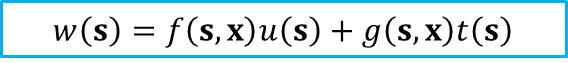 w(s) = f(s,x)u(s) + g(s,x)t(s)